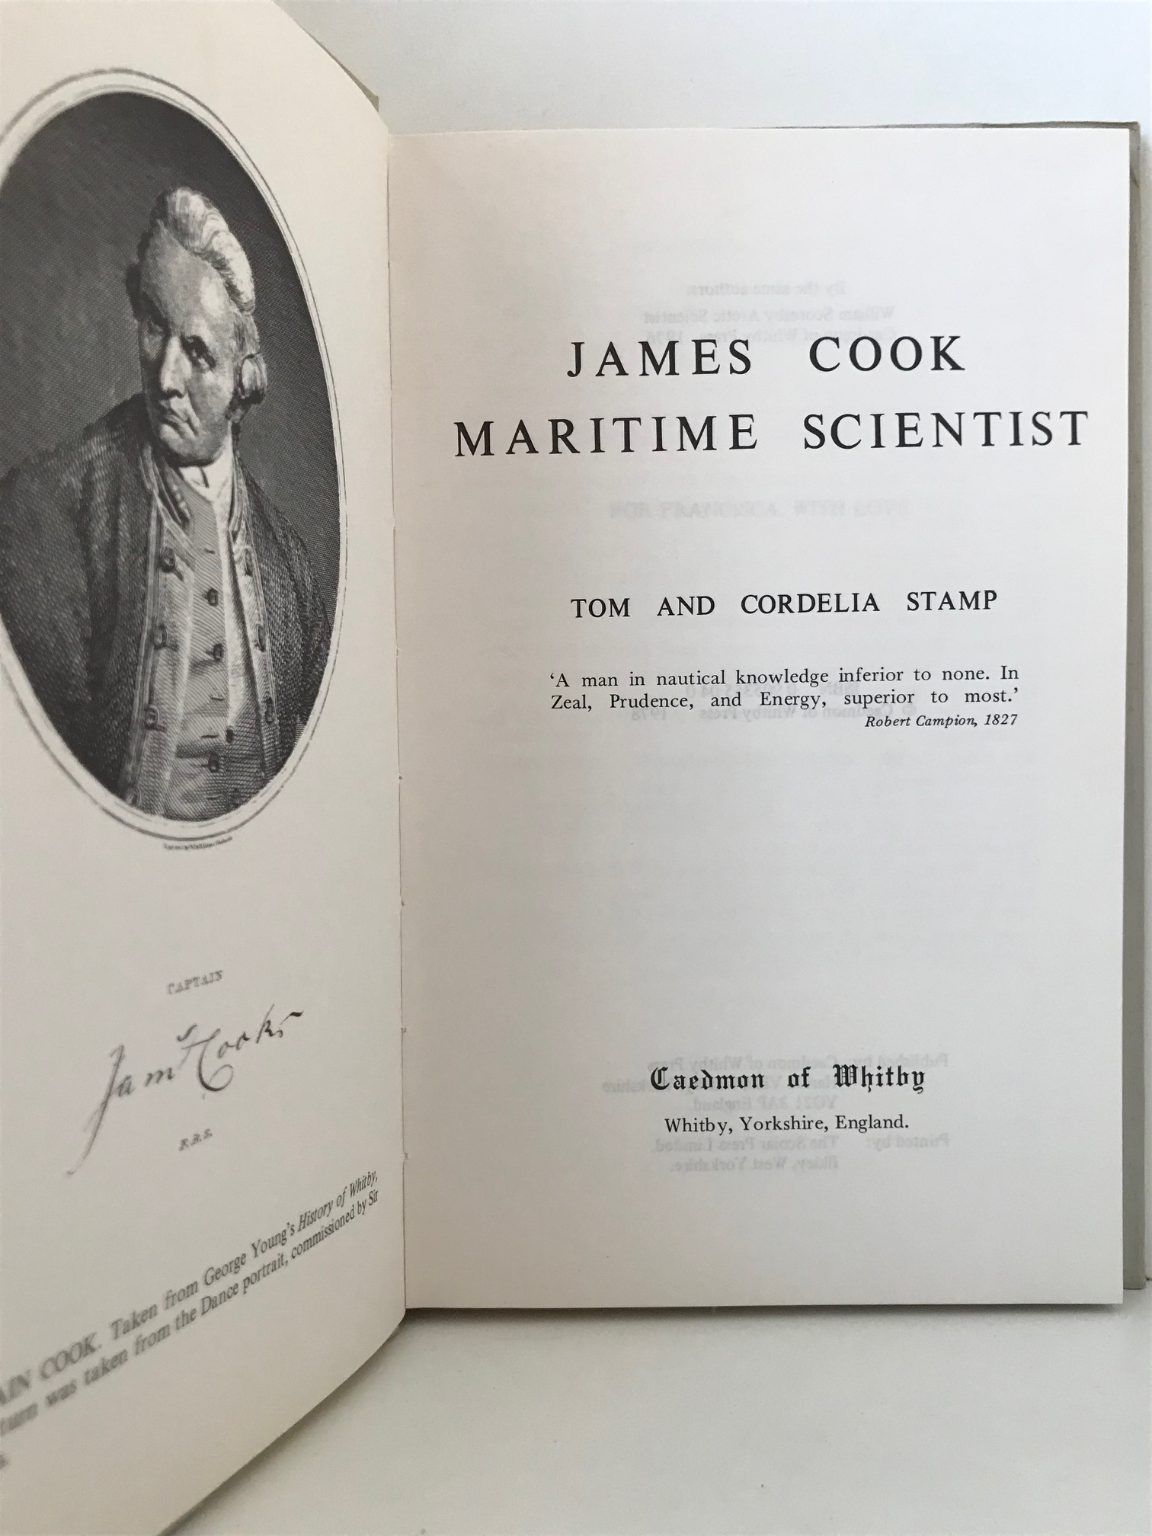 CAPTAIN
Jam^s Cook
F.R.S.
AIN COOK. Taken from George Young's History of Whitby,
turn was taken from the Dance portrait, commissioned by Sir
JAMES COOK
MARITIME SCIENTIST
TOM AND CORDELIA STAMP
‘A man in nautical knowledge inferior to none. In
Zeal, Prudence, and Energy, superior to most.’
Robert Campion, 1827
Caedmon of Whitby
Whitby, Yorkshire, England.